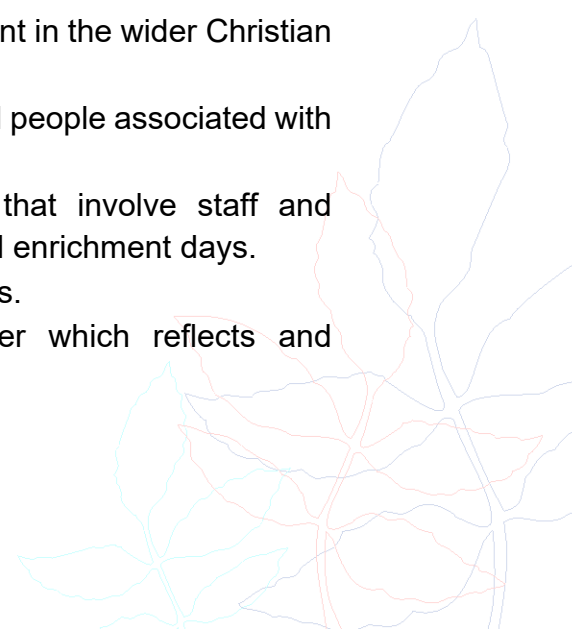 nt in the wider Christian
people associated with
that involve staff and
enrichment days.
s.
er which reflects and